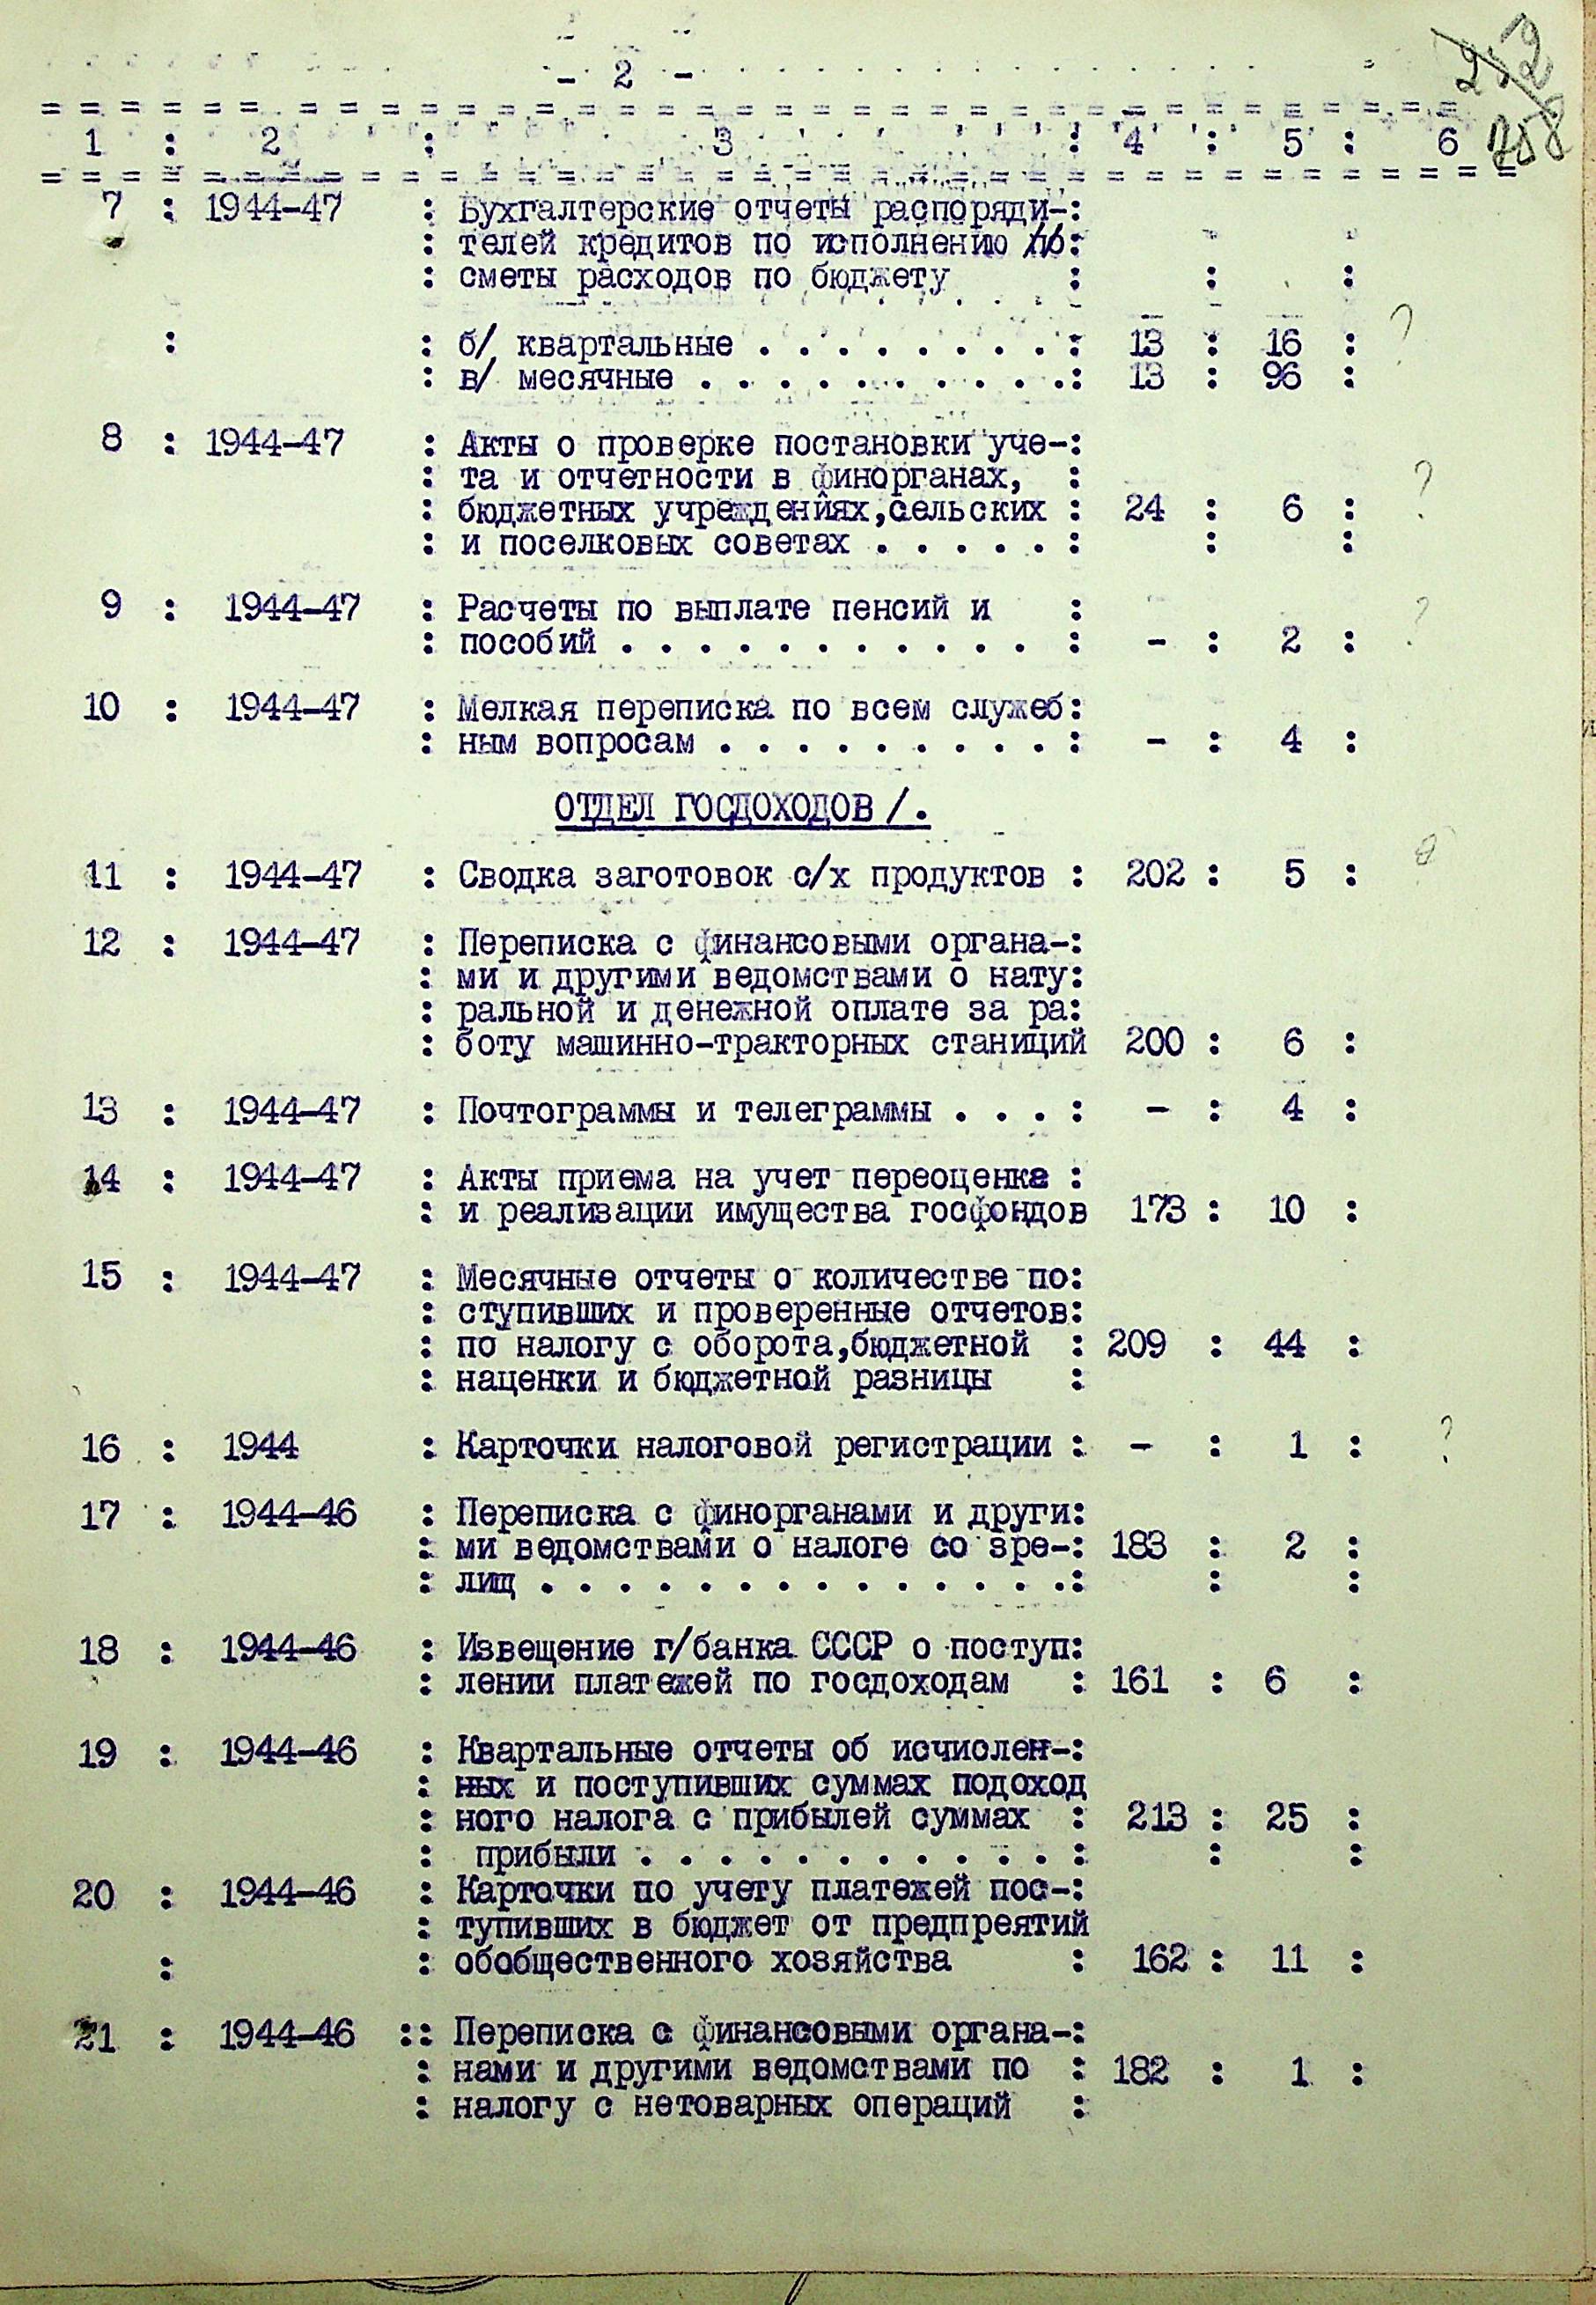 - 2 -
252
258
= = = = = = = = = = = = = = = = = = = = = = = = = = = = = = = = = = = =
1 : 2 : 3 : 4 : 5 : 6
= = = = = = = = = = = = = = = = = = = = = = = = = = = = = = = = = = = = =
7 : 1944-47 : Бухгалтерские отчеты распоряди-:
: телей кредитов по исполнению :
: сметы расходов по бюджету : : :
: : б/ квартальные . . . . . . . . : 13 : 16 : ?
: в/ месячные . . . . . . . . . .: 13 : 96 :
8 : 1944-47 : Акты о проверке постановки уче-:
: та и отчетности в финорганах, : ?
: бюджетных учреждениях,сельских : 24 : 6 :
: и поселковых советах . . . . . : : :
9 : 1944-47 : Расчеты по выплате пенсий и : ?
: пособий . . . . . . . . . . . : - : 2 :
10 : 1944-47 : Мелкая переписка по всем служеб:
: ным вопросам . . . . . . . . . : - : 4 :
ОТДЕЛ ГОСДОХОДОВ /.
11 : 1944-47 : Сводка заготовок с/х продуктов : 202 : 5 : ?
12 : 1944-47 : Переписка с финансовыми органа-:
: ми и другими ведомствами о нату:
: ральной и денежной оплате за ра:
: боту машинно-тракторных станиций 200 : 6 :
13 : 1944-47 : Почтограммы и телеграммы . . . : - : 4 :
14 : 1944-47 : Акты приема на учет переоценка :
: и реализации имущества госфондов 173 : 10 :
15 : 1944-47 : Месячные отчеты о количестве по:
: ступивших и проверенные отчетов:
: по налогу с оборота,бюджетной : 209 : 44 :
: наценки и бюджетной разницы :
16 : 1944 : Карточки налоговой регистрации : - : 1 : ?
17 : 1944-46 : Переписка с финорганами и други:
: ми ведомствами о налоге со зре-: 183 : 2 :
: лищ . . . . . . . . . . . . . .: : :
18 : 1944-46 : Извещение г/банка СССР о поступ:
: лении платежей по госдоходам : 161 : 6 :
19 : 1944-46 : Квартальные отчеты об исчислен-:
: ных и поступивших суммах подоход
: ного налога с прибылей суммах : 213 : 25 :
: прибыли . . . . . . . . . . . . : : :
20 : 1944-46 : Карточки по учету платежей пос-:
: тупивших в бюджет от предпреятий
: : обобщественного хозяйства : 162 : 11 :
21 : 1944-46 :: Переписка с финансовыми органа-:
: нами и другими ведомствами по : 182 : 1 :
: налогу с нетоварных операций :